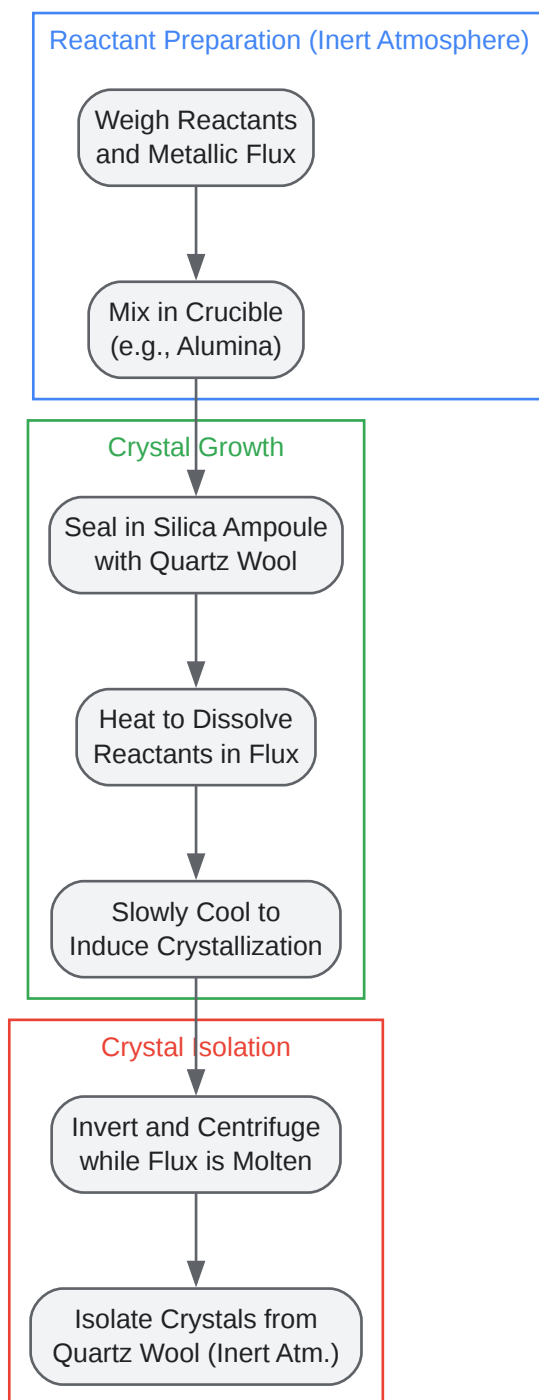 Reactant Preparation (Inert Atmosphere)
Weigh Reactants
and Metallic Flux
Mix in Crucible
(e.g., Alumina)
Crystal Growth
Seal in Silica Ampoule
with Quartz Wool
Heat to Dissolve
Reactants in Flux
Slowly Cool to
Induce Crystallization
Crystal Isolation
Invert and Centrifuge
while Flux is Molten
Isolate Crystals from
Quartz Wool (Inert Atm.)